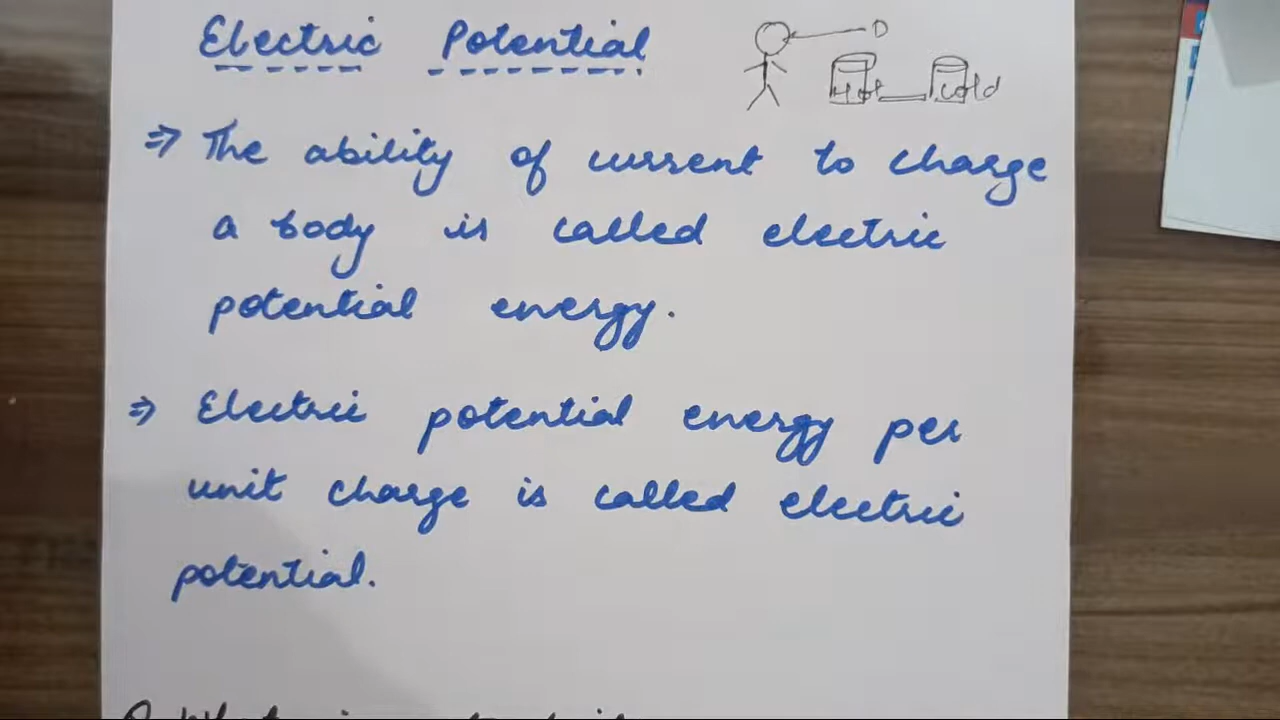 Electric Potential
D
Hot cold
⇒ The ability of current to charge
a body is called electric
potential energy.
⇒ Electric potential energy per
unit charge is called electric
potential.